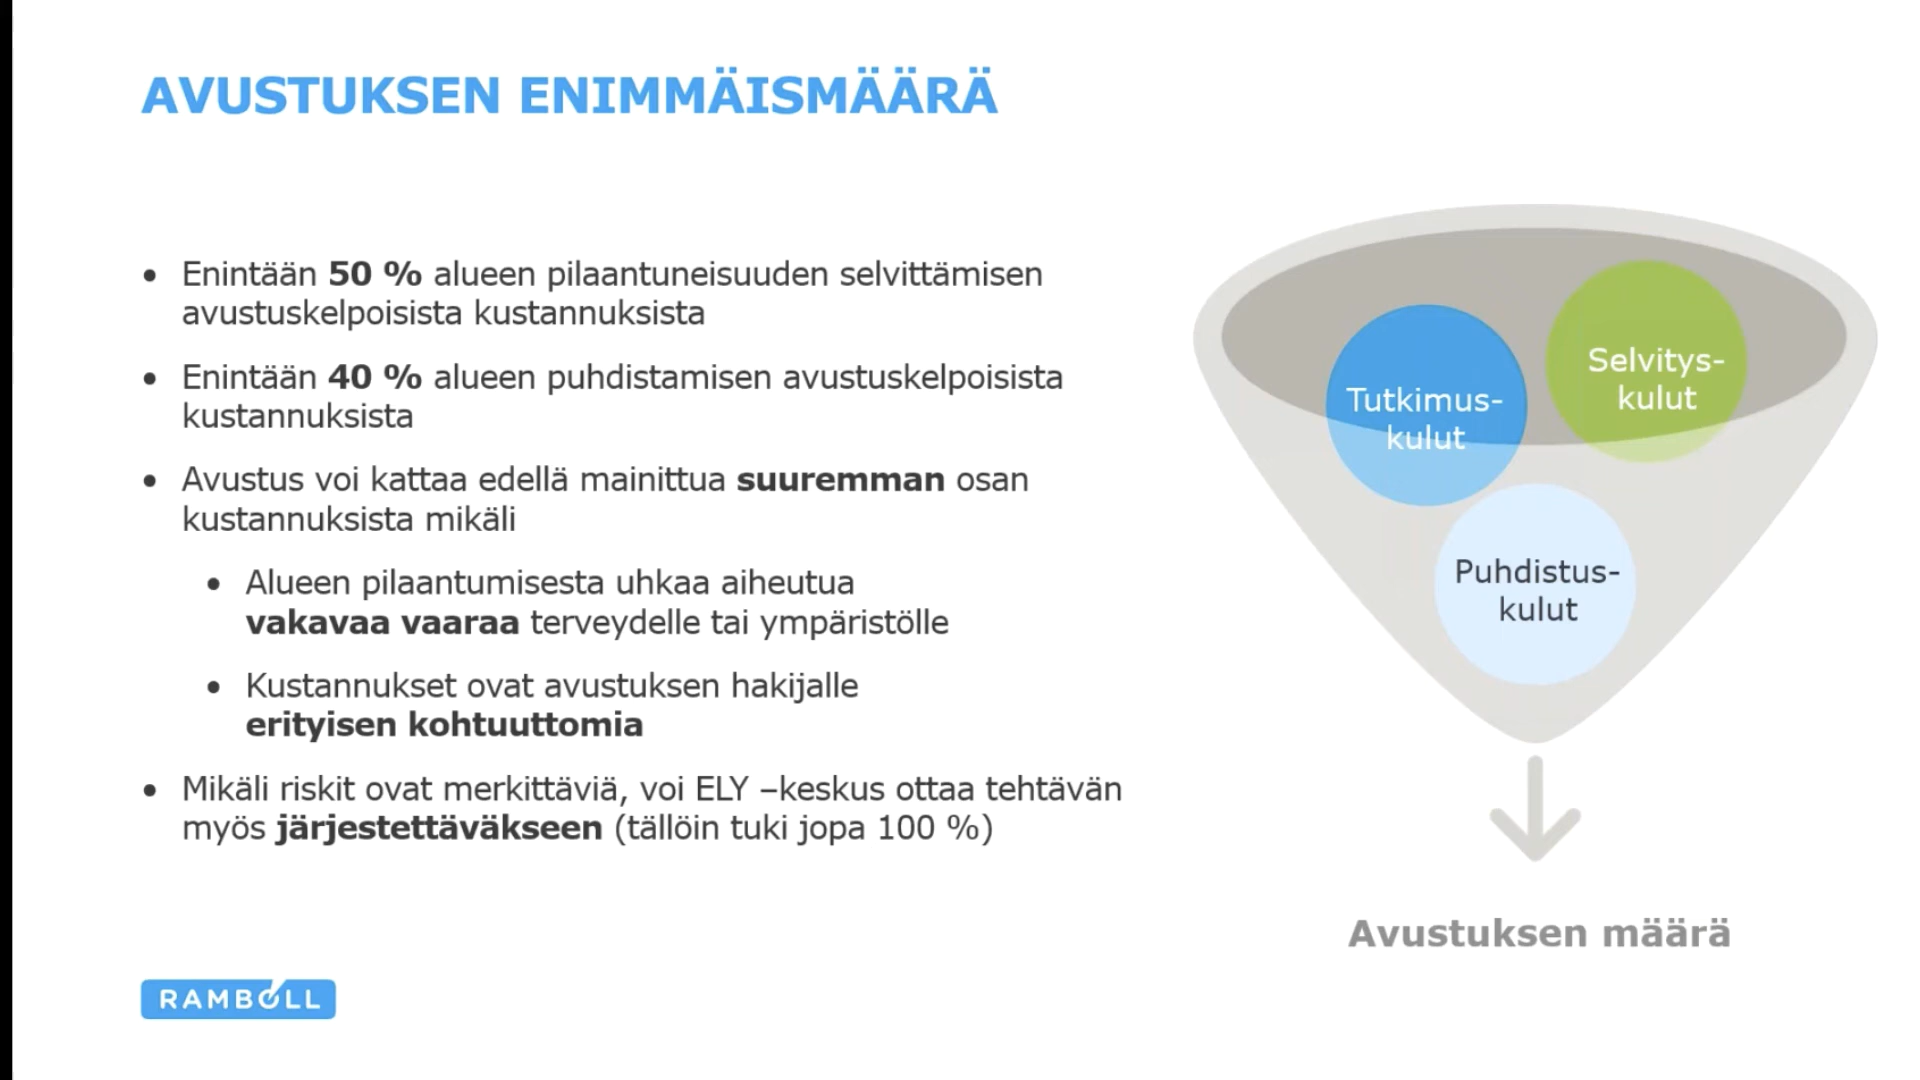 AVUSTUKSEN ENIMMÄISMÄÄRÄ
• Enintään 50 % alueen pilaantuneisuuden selvittämisen
avustuskelpoisista kustannuksista
• Enintään 40 % alueen puhdistamisen avustuskelpoisista
kustannuksista
• Avustus voi kattaa edellä mainittua suuremman osan
kustannuksista mikäli
• Alueen pilaantumisesta uhkaa aiheutua
vakavaa vaaraa terveydelle tai ympäristölle
• Kustannukset ovat avustuksen hakijalle
erityisen kohtuuttomia
• Mikäli riskit ovat merkittäviä, voi ELY –keskus ottaa tehtävän
myös järjestettäväkseen (tällöin tuki jopa 100 %)
Tutkimus-
kulut
Selvitys-
kulut
Puhdistus-
kulut
Avustuksen määrä
RAMBOLL